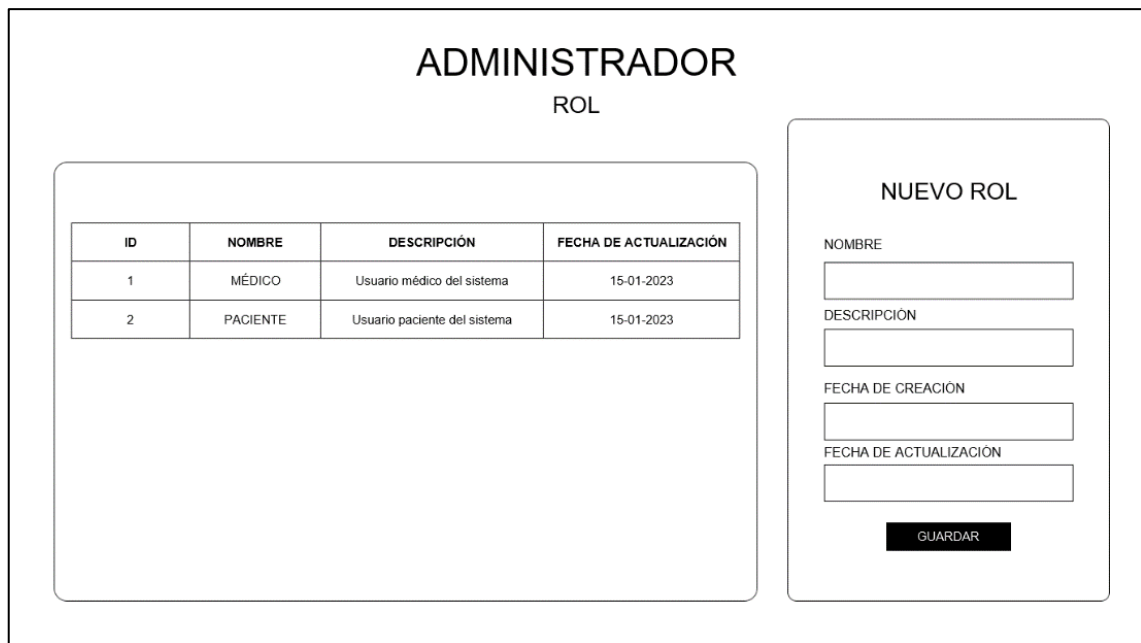 ADMINISTRADOR
ROL
ID NOMBRE DESCRIPCIÓN FECHA DE ACTUALIZACIÓN
1 MÉDICO Usuario médico del sistema 15-01-2023
2 PACIENTE Usuario paciente del sistema 15-01-2023
NUEVO ROL
NOMBRE
DESCRIPCIÓN
FECHA DE CREACIÓN
FECHA DE ACTUALIZACIÓN
GUARDAR